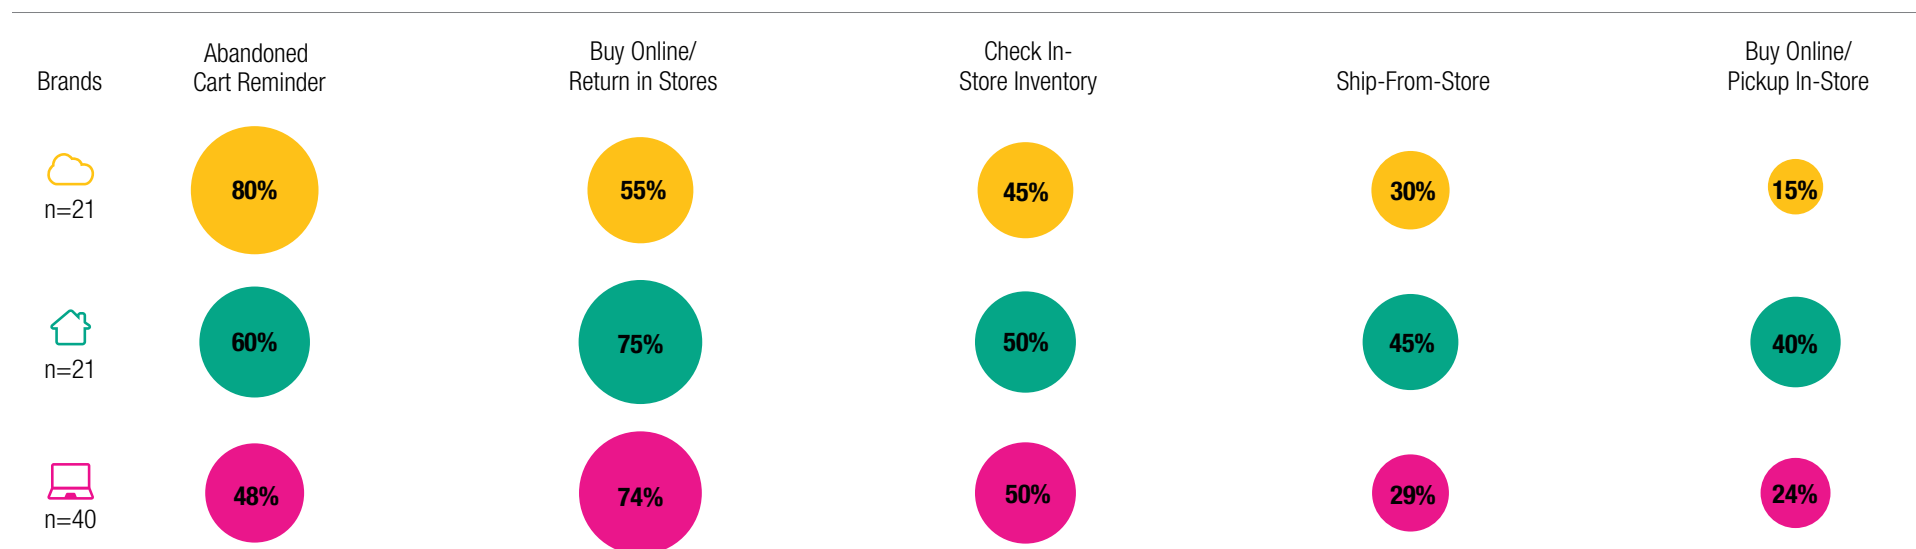 Brands
Abandoned
Cart Reminder
Buy Online/
Return in Stores
Check In-
Store Inventory
Ship-From-Store
Buy Online/
Pickup In-Store
n=21
80%
55%
45%
30%
15%
n=21
60%
75%
50%
45%
40%
n=40
48%
74%
50%
29%
24%